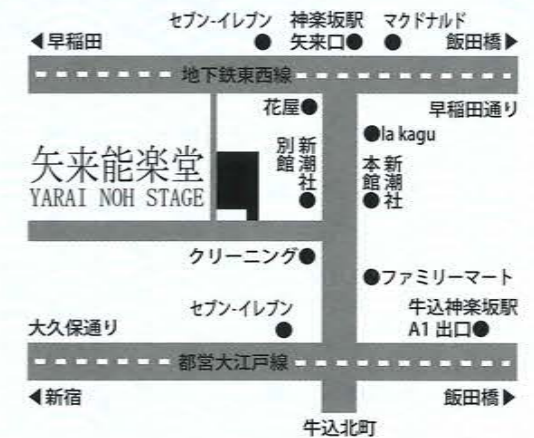 セブン-イレブン
神楽坂駅
矢来口
マクドナルド
◀早稲田
飯田橋▶
地下鉄東西線
早稲田通り
花屋
la kagu
新潮社
別館
新潮社
本館
矢来能楽堂
YARAI NOH STAGE
クリーニング
ファミリーマート
セブン-イレブン
牛込神楽坂駅
A1 出口
大久保通り
都営大江戸線
◀新宿
飯田橋▶
牛込北町